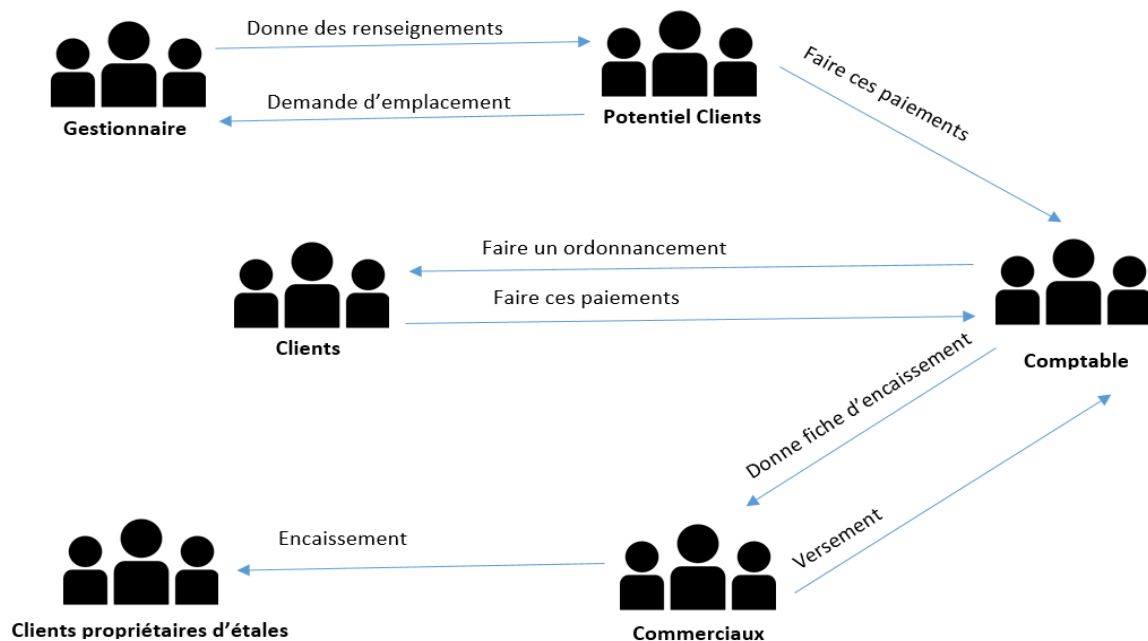 Donne des renseignements
Demande d’emplacement
Gestionnaire
Potentiel Clients
Faire ces paiements
Faire un ordonnancement
Faire ces paiements
Clients
Comptable
Donne fiche d’encaissement
Versement
Encaissement
Clients propriétaires d’étales
Commerciaux